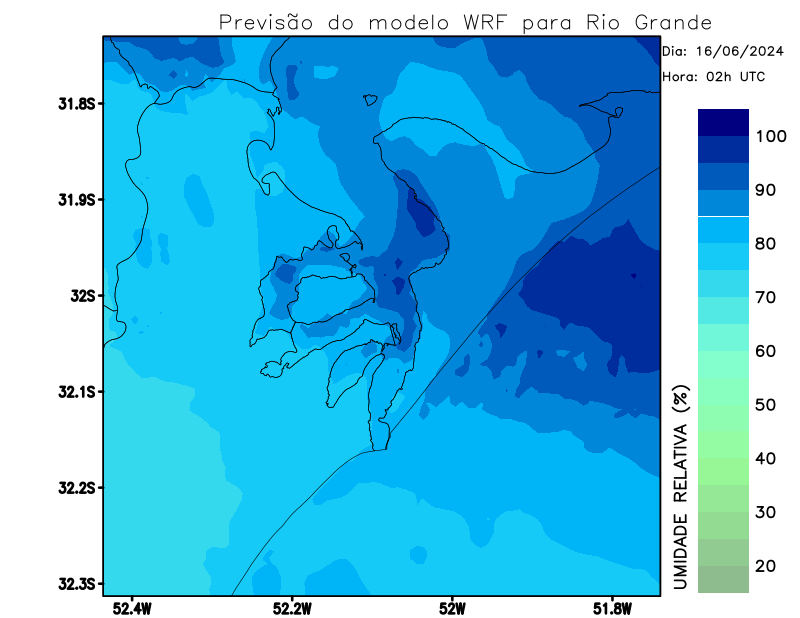 Previsão do modelo WRF para Rio Grande
Dia: 16/06/2024
Hora: 02h UTC
31.8S
31.9S
32S
32.1S
32.2S
32.3S
52.4W
52.2W
52W
51.8W
100
90
80
70
60
50
40
30
20
UMIDADE RELATIVA (%)